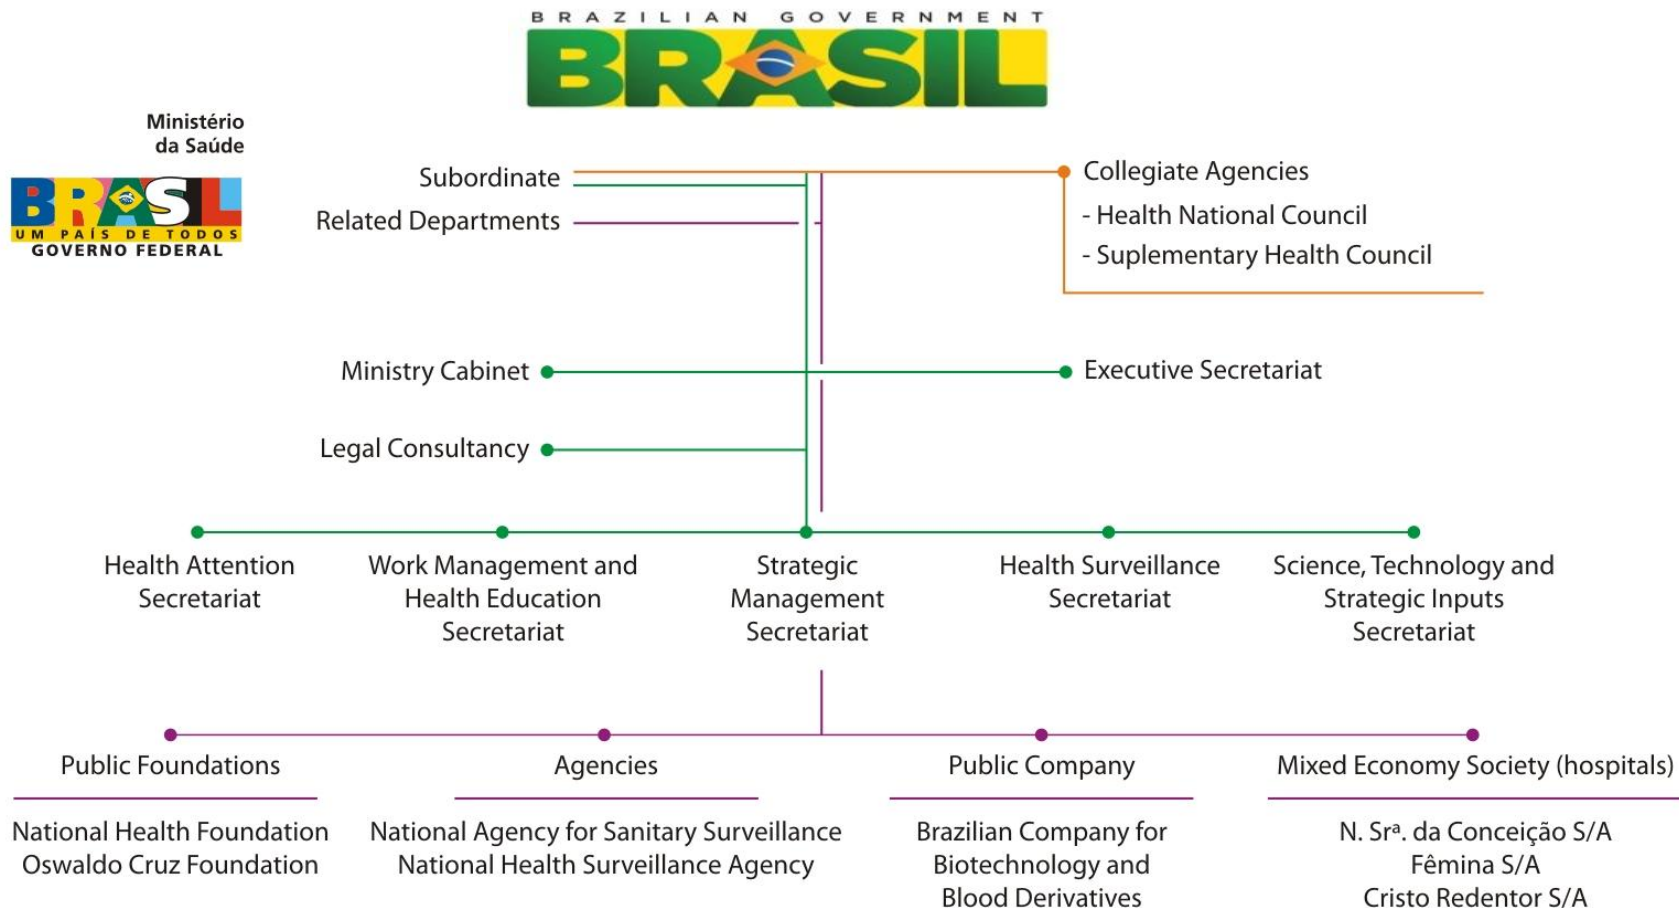 BRAZILIAN GOVERNMENT
BRASIL
Ministério
da Saúde
BRASIL
UM PAÍS DE TODOS
GOVERNO FEDERAL
Subordinate
Related Departments
Collegiate Agencies
- Health National Council
- Suplementary Health Council
Ministry Cabinet
Executive Secretariat
Legal Consultancy
Health Attention
Secretariat
Work Management and
Health Education
Secretariat
Strategic
Management
Secretariat
Health Surveillance
Secretariat
Science, Technology and
Strategic Inputs
Secretariat
Public Foundations
National Health Foundation
Oswaldo Cruz Foundation
Agencies
National Agency for Sanitary Surveillance
National Health Surveillance Agency
Public Company
Brazilian Company for
Biotechnology and
Blood Derivatives
Mixed Economy Society (hospitals)
N. Srª. da Conceição S/A
Fêmina S/A
Cristo Redentor S/A